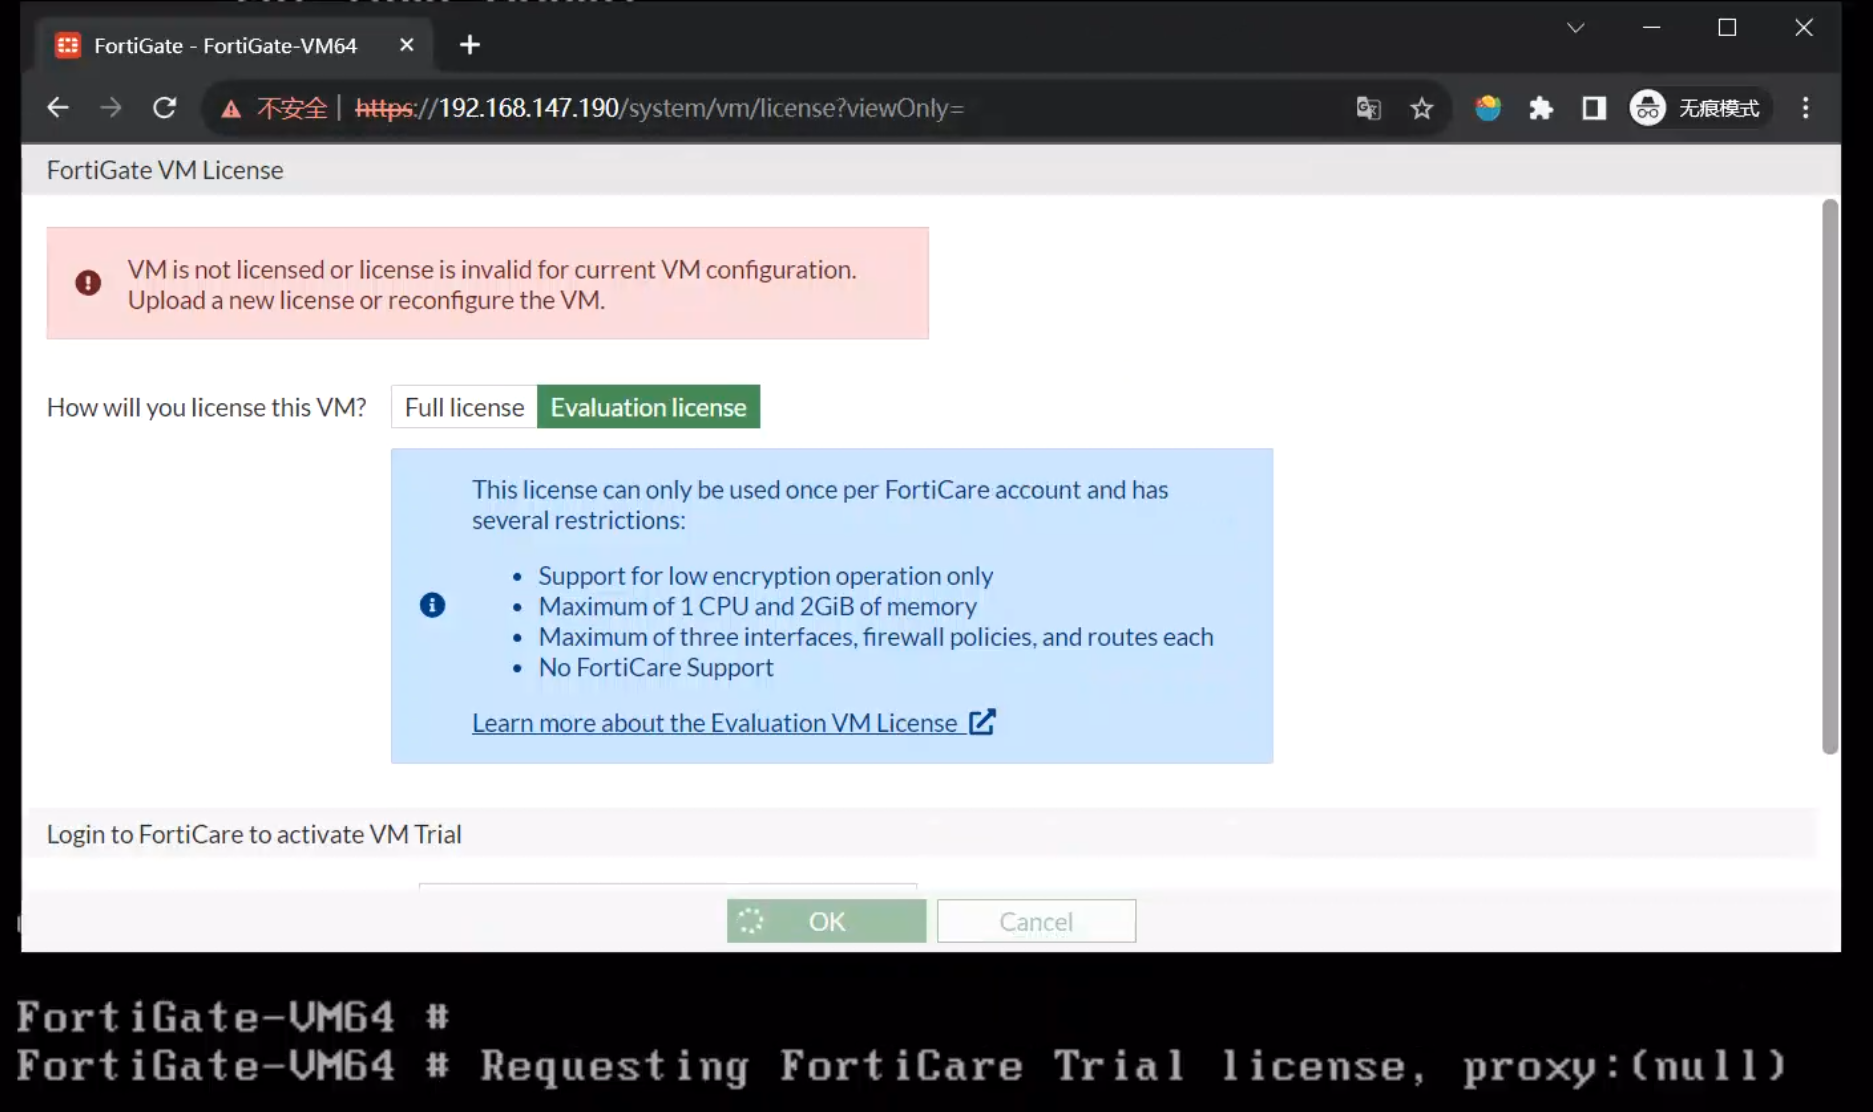 FortiGate - FortiGate-VM64
不安全 | https://192.168.147.190/system/vm/license?viewOnly=
无痕模式
FortiGate VM License
VM is not licensed or license is invalid for current VM configuration.
Upload a new license or reconfigure the VM.
How will you license this VM? Full license Evaluation license
This license can only be used once per FortiCare account and has
several restrictions:
• Support for low encryption operation only
• Maximum of 1 CPU and 2GiB of memory
• Maximum of three interfaces, firewall policies, and routes each
• No FortiCare Support
Learn more about the Evaluation VM License
Login to FortiCare to activate VM Trial
OK Cancel
FortiGate-VM64 #
FortiGate-VM64 # Requesting FortiCare Trial license, proxy:(null)